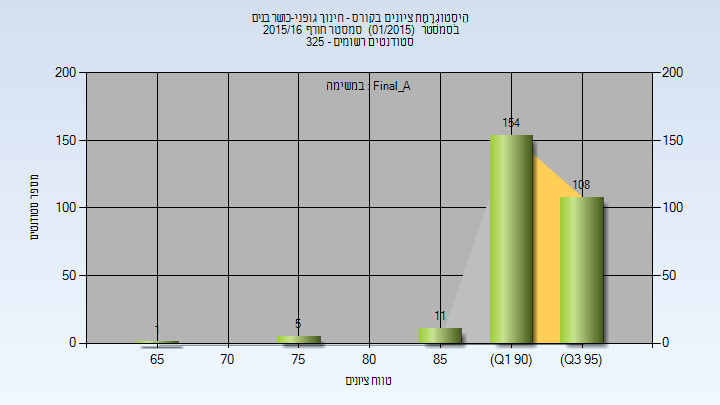 היסטוגרמת ציונים בקורס - חינוך גופני-כושר בנים
בסמסטר (01/2015) סמסטר חורף 2015/16
סטודנטים רשומים - 325
במשימה : Final_A
מספר סטודנטים
200
150
100
50
0
200
150
100
50
0
1
5
11
154
108
65
70
75
80
85
(Q1 90)
(Q3 95)
טווח ציונים